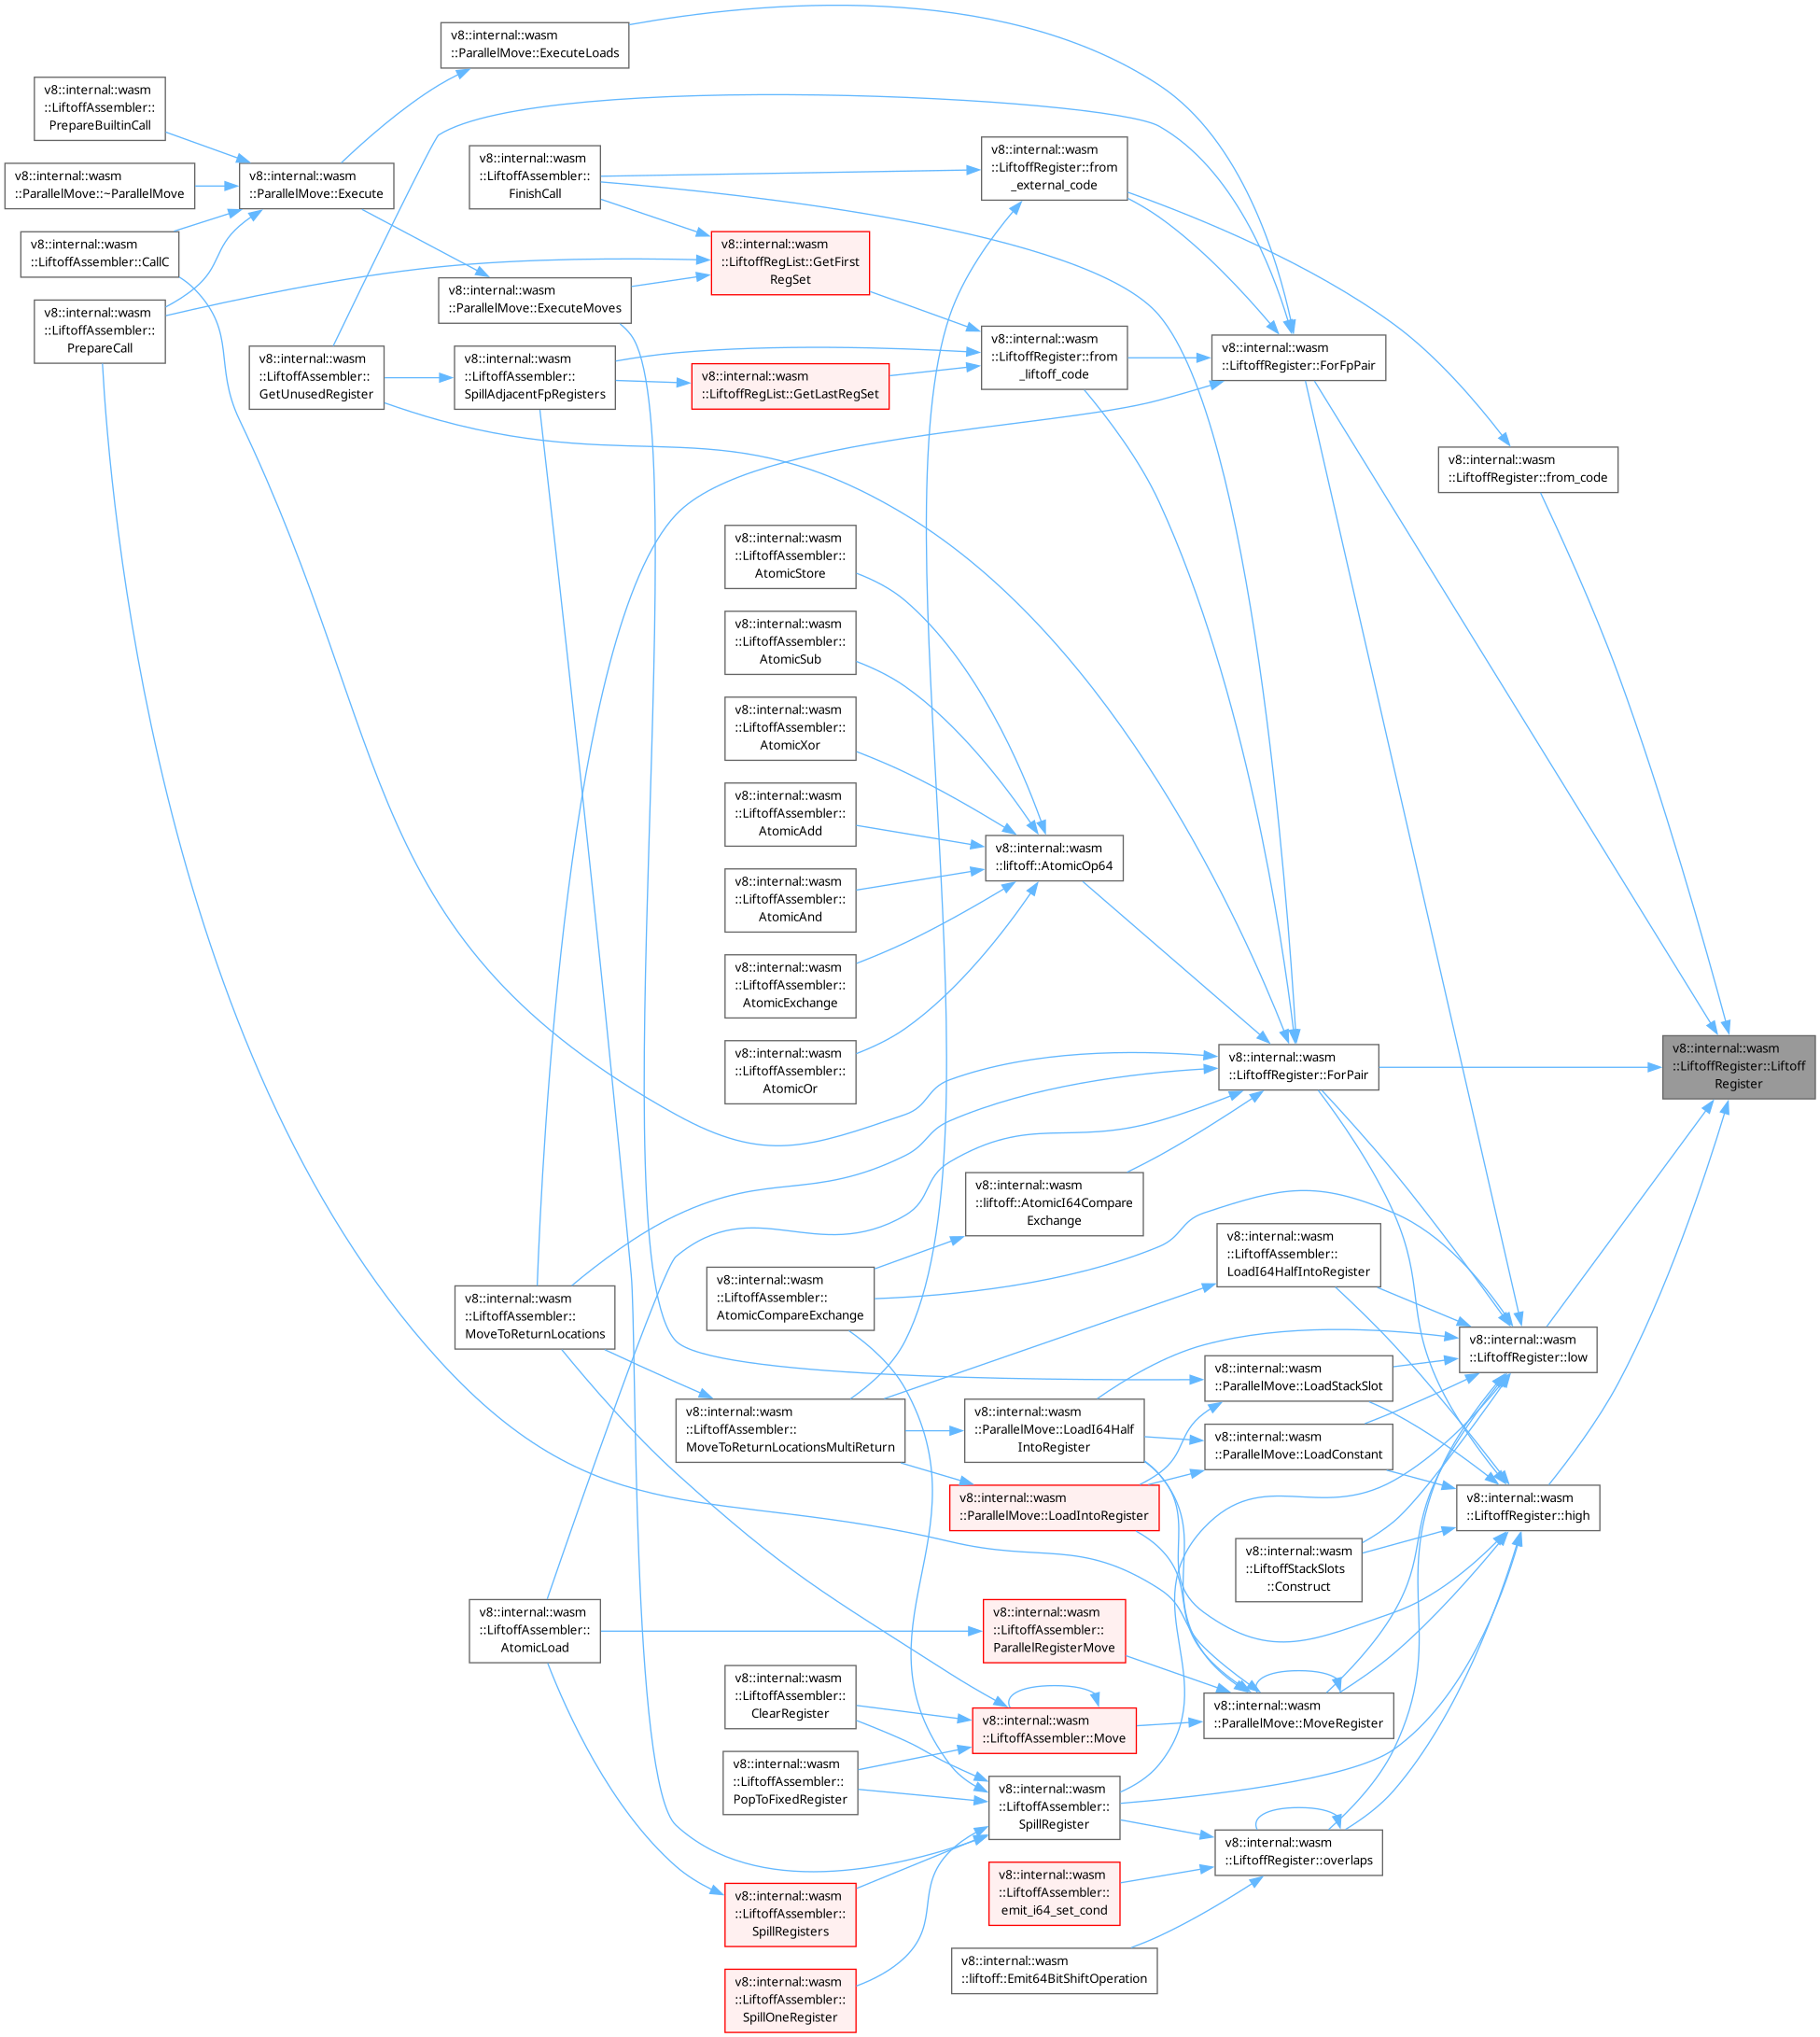 v8::internal::wasm
::ParallelMove::ExecuteLoads
v8::internal::wasm
::LiftoffAssembler::
PrepareBuiltinCall
v8::internal::wasm
::ParallelMove::~ParallelMove
v8::internal::wasm
::ParallelMove::Execute
v8::internal::wasm
::LiftoffAssembler::CallC
v8::internal::wasm
::LiftoffAssembler::
PrepareCall
v8::internal::wasm
::LiftoffAssembler::
FinishCall
v8::internal::wasm
::LiftoffRegister::from
_external_code
v8::internal::wasm
::LiftoffRegList::GetFirst
RegSet
v8::internal::wasm
::ParallelMove::ExecuteMoves
v8::internal::wasm
::LiftoffAssembler::
GetUnusedRegister
v8::internal::wasm
::LiftoffAssembler::
SpillAdjacentFpRegisters
v8::internal::wasm
::LiftoffRegList::GetLastRegSet
v8::internal::wasm
::LiftoffRegister::from
_liftoff_code
v8::internal::wasm
::LiftoffRegister::ForFpPair
v8::internal::wasm
::LiftoffRegister::from_code
v8::internal::wasm
::LiftoffAssembler::
AtomicStore
v8::internal::wasm
::LiftoffAssembler::
AtomicSub
v8::internal::wasm
::LiftoffAssembler::
AtomicXor
v8::internal::wasm
::LiftoffAssembler::
AtomicAdd
v8::internal::wasm
::liftoff::AtomicOp64
v8::internal::wasm
::LiftoffAssembler::
AtomicAnd
v8::internal::wasm
::LiftoffAssembler::
AtomicExchange
v8::internal::wasm
::LiftoffAssembler::
AtomicOr
v8::internal::wasm
::LiftoffRegister::ForPair
v8::internal::wasm
::LiftoffRegister::Liftoff
Register
v8::internal::wasm
::liftoff::AtomicI64Compare
Exchange
v8::internal::wasm
::LiftoffAssembler::
LoadI64HalfIntoRegister
v8::internal::wasm
::LiftoffAssembler::
AtomicCompareExchange
v8::internal::wasm
::LiftoffAssembler::
MoveToReturnLocations
v8::internal::wasm
::LiftoffRegister::low
v8::internal::wasm
::ParallelMove::LoadStackSlot
v8::internal::wasm
::LiftoffAssembler::
MoveToReturnLocationsMultiReturn
v8::internal::wasm
::ParallelMove::LoadI64Half
IntoRegister
v8::internal::wasm
::ParallelMove::LoadConstant
v8::internal::wasm
::ParallelMove::LoadIntoRegister
v8::internal::wasm
::LiftoffRegister::high
v8::internal::wasm
::LiftoffStackSlots
::Construct
v8::internal::wasm
::LiftoffAssembler::
AtomicLoad
v8::internal::wasm
::LiftoffAssembler::
ParallelRegisterMove
v8::internal::wasm
::LiftoffAssembler::
ClearRegister
v8::internal::wasm
::LiftoffAssembler::Move
v8::internal::wasm
::ParallelMove::MoveRegister
v8::internal::wasm
::LiftoffAssembler::
PopToFixedRegister
v8::internal::wasm
::LiftoffAssembler::
SpillRegister
v8::internal::wasm
::LiftoffRegister::overlaps
v8::internal::wasm
::LiftoffAssembler::
SpillRegisters
v8::internal::wasm
::LiftoffAssembler::
emit_i64_set_cond
v8::internal::wasm
::liftoff::Emit64BitShiftOperation
v8::internal::wasm
::LiftoffAssembler::
SpillOneRegister